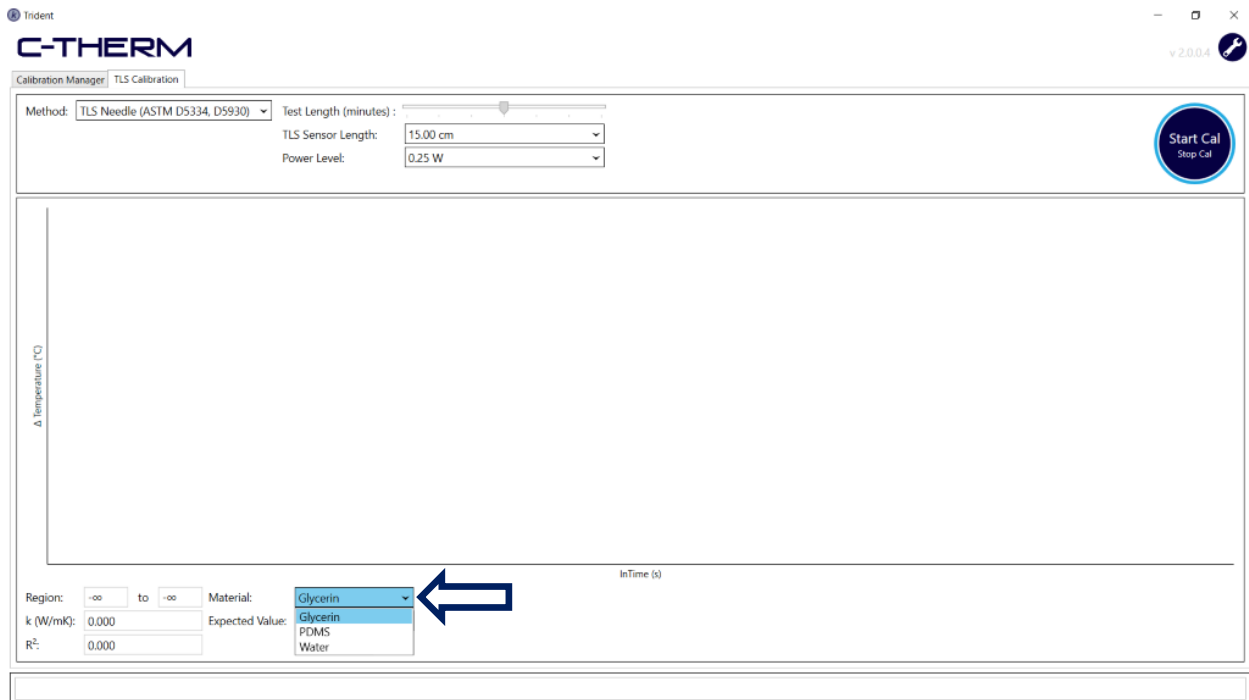 Trident
C-THERM
v 2.0.0.4
Calibration Manager TLS Calibration
Method: TLS Needle (ASTM D5334, D5930) Test Length (minutes) :
TLS Sensor Length: 15.00 cm
Power Level: 0.25 W
Start Cal
Stop Cal
Δ Temperature (°C)
lnTime (s)
Region: -∞ to -∞ Material: Glycerin
k (W/mK): 0.000 Expected Value: Glycerin
PDMS
R²: 0.000 Water